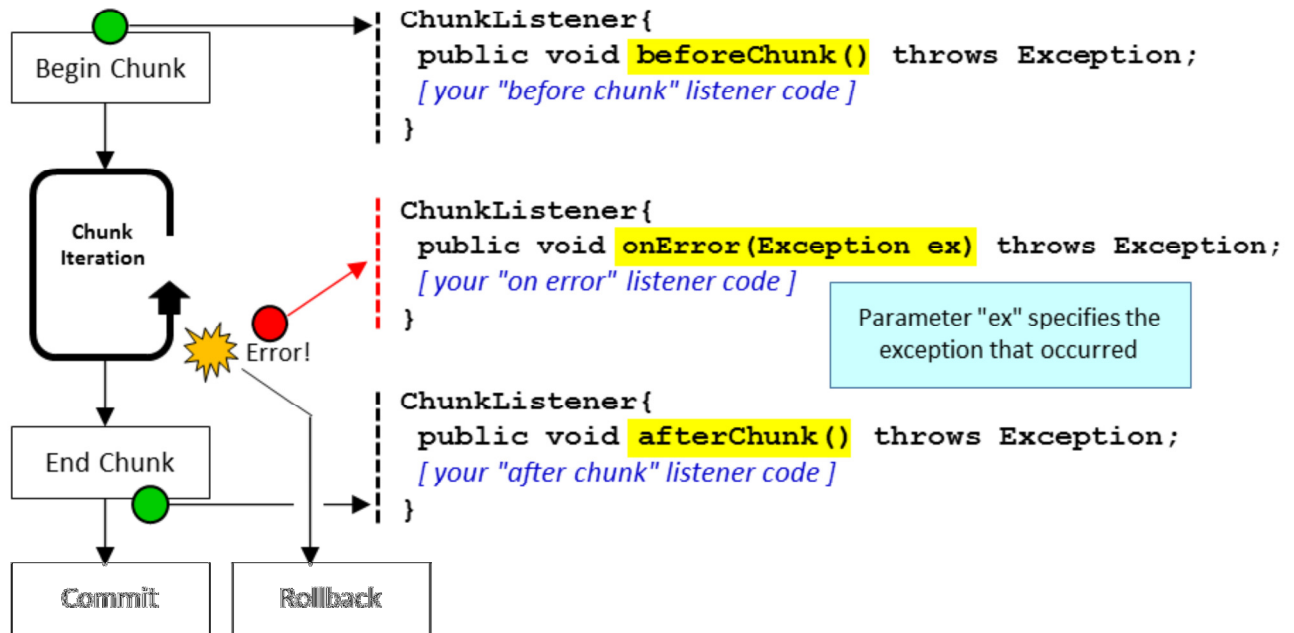 Begin Chunk
ChunkListener{
public void beforeChunk() throws Exception;
[ your "before chunk" listener code ]
}
Chunk
Iteration
Error!
ChunkListener{
public void onError(Exception ex) throws Exception;
[ your "on error" listener code ]
}
Parameter "ex" specifies the
exception that occurred
End Chunk
ChunkListener{
public void afterChunk() throws Exception;
[ your "after chunk" listener code ]
}
Commit
Rollback